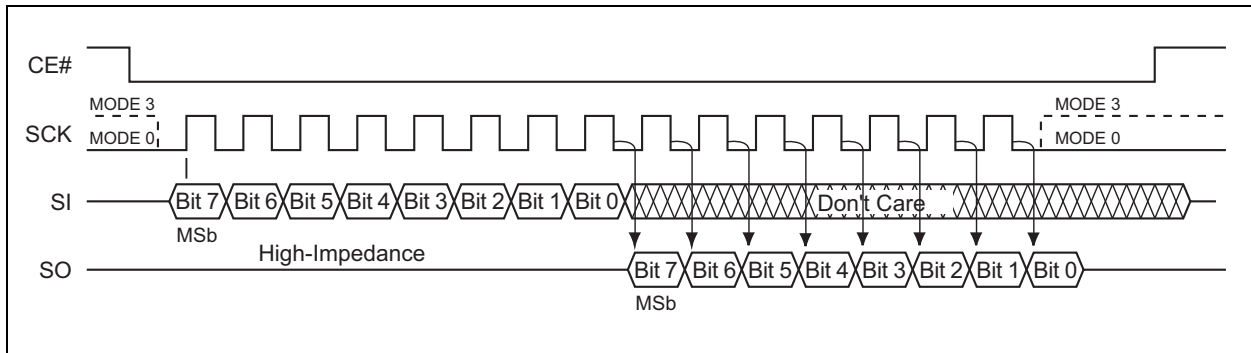 CE#
MODE 3
MODE 3
SCK
MODE 0
MODE 0
SI
Bit 7 Bit 6 Bit 5 Bit 4 Bit 3 Bit 2 Bit 1 Bit 0
Don't Care
MSb
High-Impedance
SO
Bit 7 Bit 6 Bit 5 Bit 4 Bit 3 Bit 2 Bit 1 Bit 0
MSb